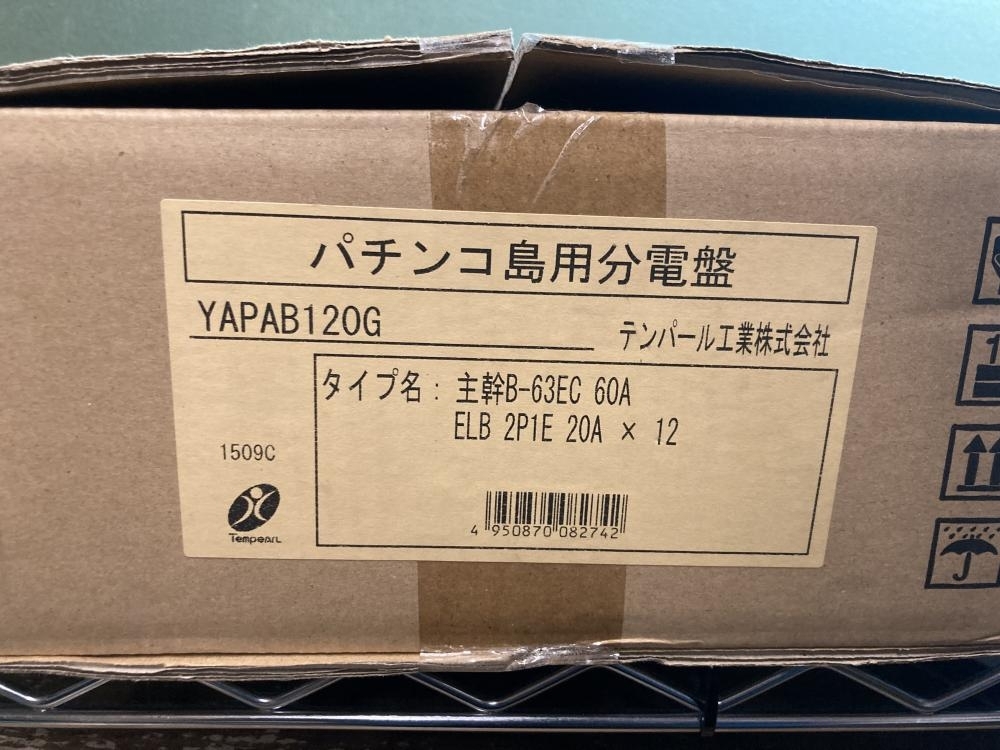 パチンコ島用分電盤
YAPAB120G
テンパール工業株式会社
タイプ名：主幹B-63EC 60A
ELB 2P1E 20A × 12
1509C
Tempearl
4 950870 082742